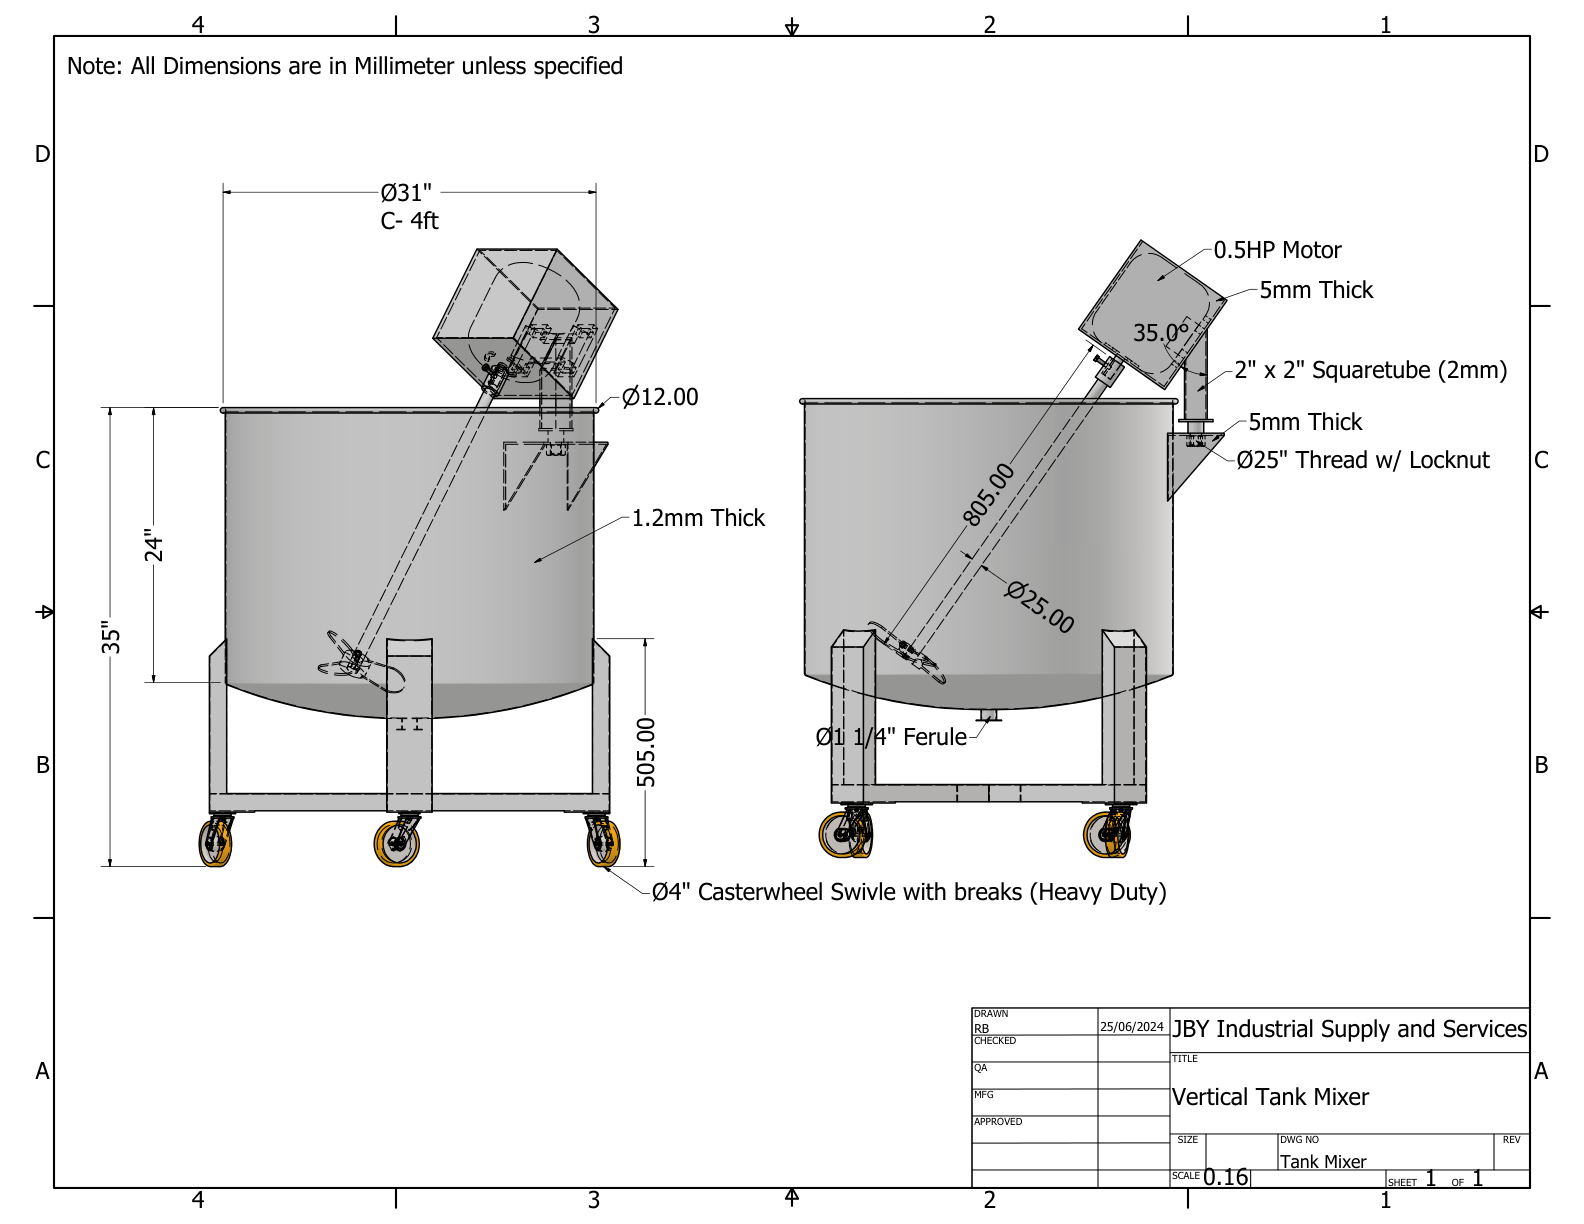 4 3 2 1
Note: All Dimensions are in Millimeter unless specified
D D
Ø31"
C- 4ft
0.5HP Motor
5mm Thick
35.0°
2" x 2" Squaretube (2mm)
Ø12.00
5mm Thick
C C
Ø25" Thread w/ Locknut
805.00
1.2mm Thick
24"
Ø25.00
35"
505.00
Ø1 1/4" Ferule
B B
Ø4" Casterwheel Swivle with breaks (Heavy Duty)
A A
DRAWN
RB
25/06/2024
JBY Industrial Supply and Services
CHECKED
TITLE
QA
Vertical Tank Mixer
MFG
APPROVED
SIZE
DWG NO
REV
Tank Mixer
SCALE 0.16
SHEET 1 OF 1
4 3 2 1